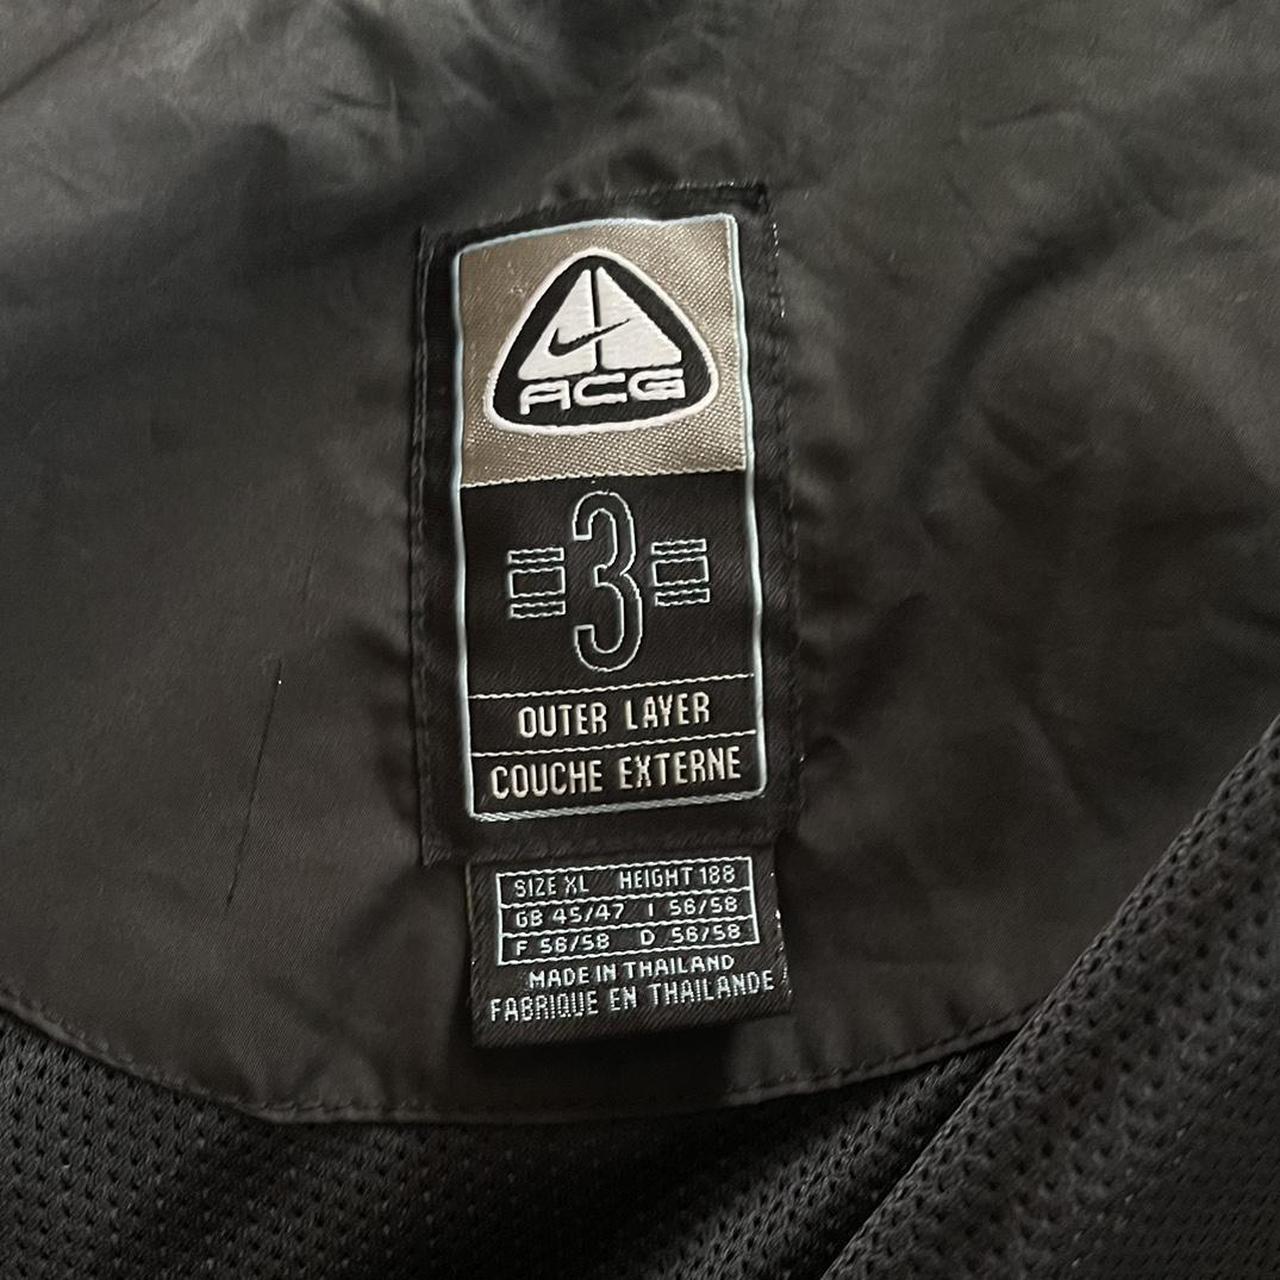 ACG
3
OUTER LAYER
COUCHE EXTERNE
SIZE XL HEIGHT 188
GB 45/47 I 56/58
F 56/58 D 56/58
MADE IN THAILAND
FABRIQUE EN THAILANDE